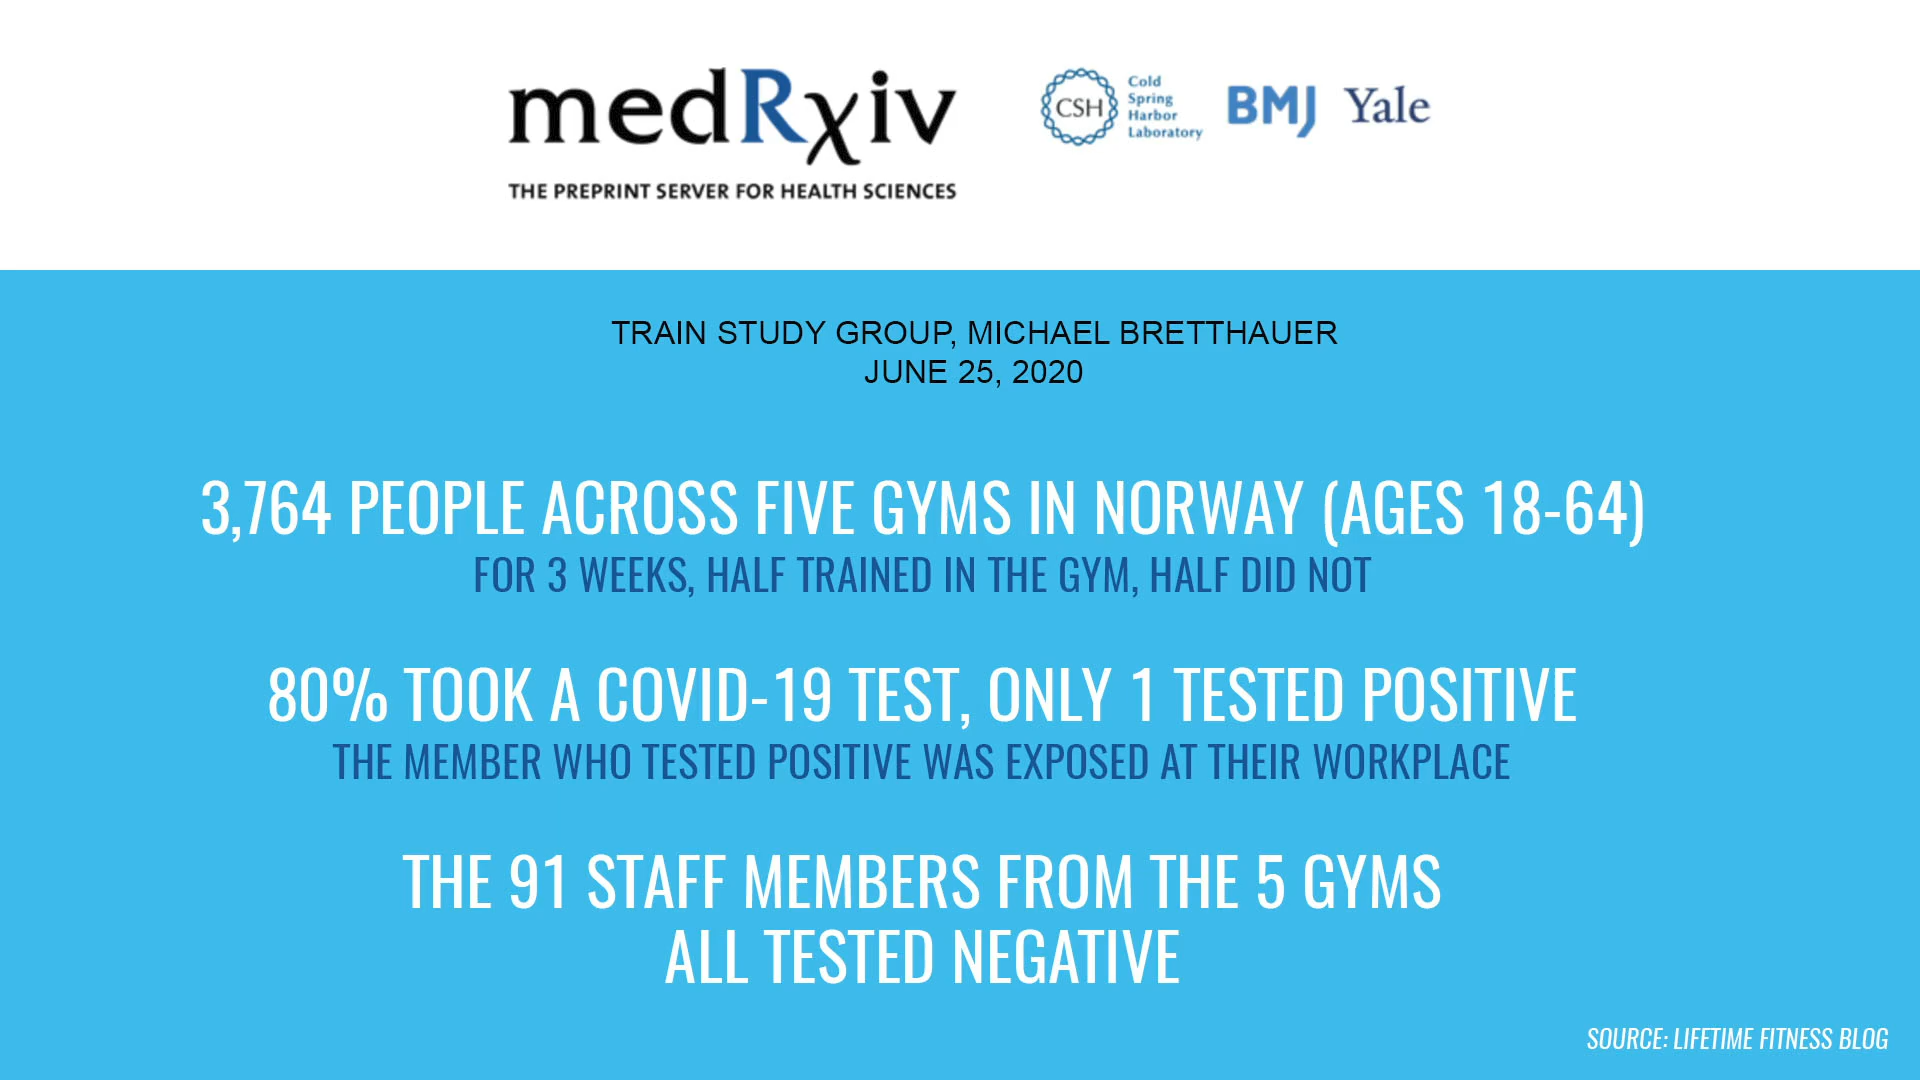 medRxiv
THE PREPRINT SERVER FOR HEALTH SCIENCES
CSH
Cold
Spring
Harbor
Laboratory
BMJ
Yale
TRAIN STUDY GROUP, MICHAEL BRETTHAUER
JUNE 25, 2020
3,764 PEOPLE ACROSS FIVE GYMS IN NORWAY (AGES 18-64)
FOR 3 WEEKS, HALF TRAINED IN THE GYM, HALF DID NOT
80% TOOK A COVID-19 TEST, ONLY 1 TESTED POSITIVE
THE MEMBER WHO TESTED POSITIVE WAS EXPOSED AT THEIR WORKPLACE
THE 91 STAFF MEMBERS FROM THE 5 GYMS
ALL TESTED NEGATIVE
SOURCE: LIFETIME FITNESS BLOG